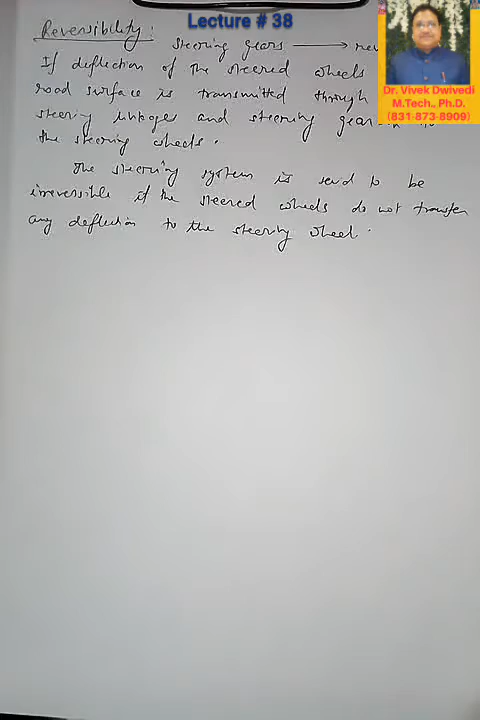 Lecture # 38
Reversibility :
Steering gears → rev
If deflection of the steered wheels
road surface is transmitted through
steering linkages and steering gear
the steering wheels.
The steering system is said to be
irreversible if the steered wheels do not transfer
any deflection to the steering wheel.
Dr. Vivek Dwivedi
M.Tech., Ph.D.
(831-873-8909)